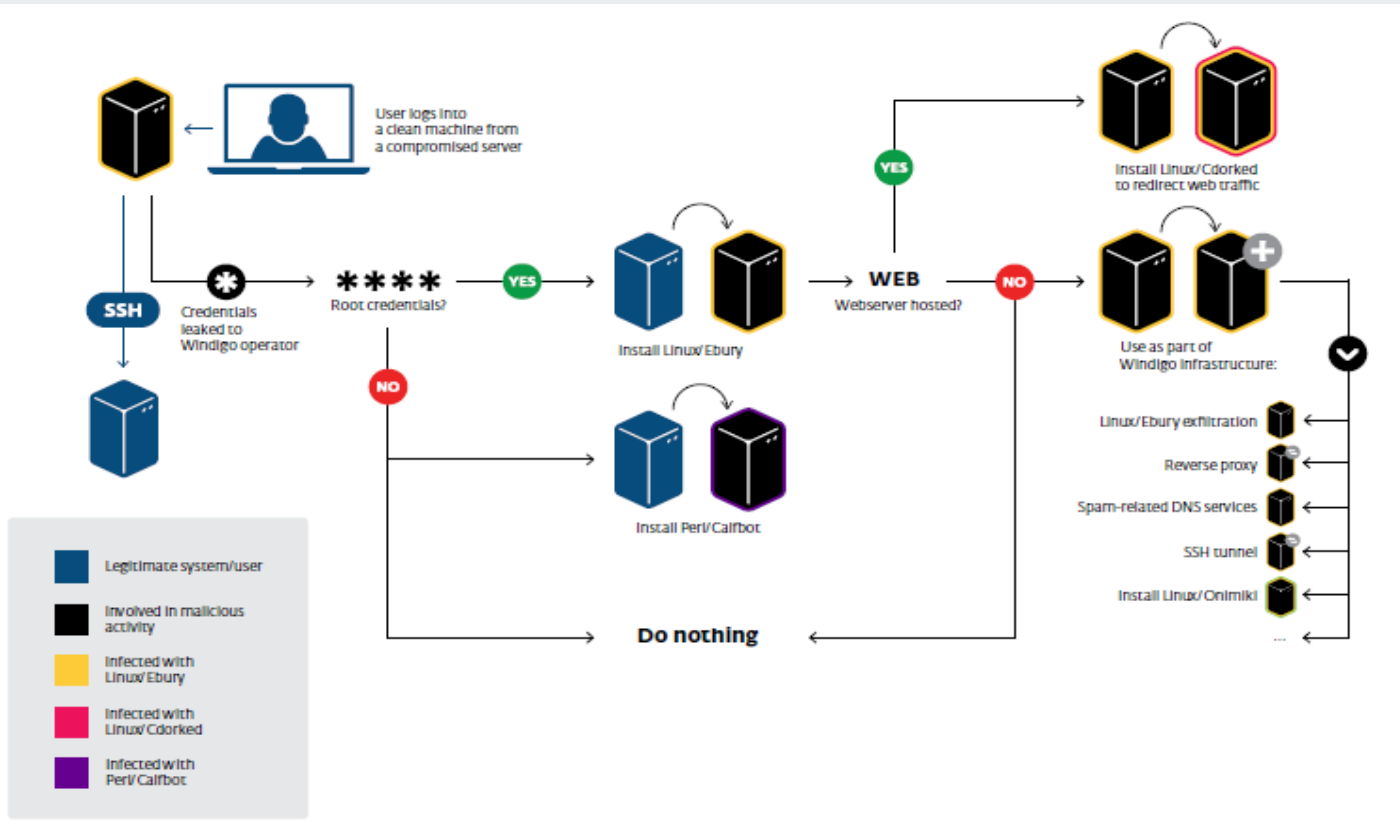 User logs into
a clean machine from
a compromised server
SSH
*
Credentials
leaked to
Windigo operator
****
Root credentials?
YES
NO
Install Linux/Ebury
Install Perl/Calfbot
Do nothing
WEB
Webserver hosted?
YES
NO
Install Linux/Cdorked
to redirect web traffic
+
Use as part of
Windigo infrastructure:
Linux/Ebury exfiltration
Reverse proxy
Spam-related DNS services
SSH tunnel
Install Linux/Onimiki
...
Legitimate system/user
Involved in malicious
activity
Infected with
Linux/Ebury
Infected with
Linux/Cdorked
Infected with
Perl/Calfbot